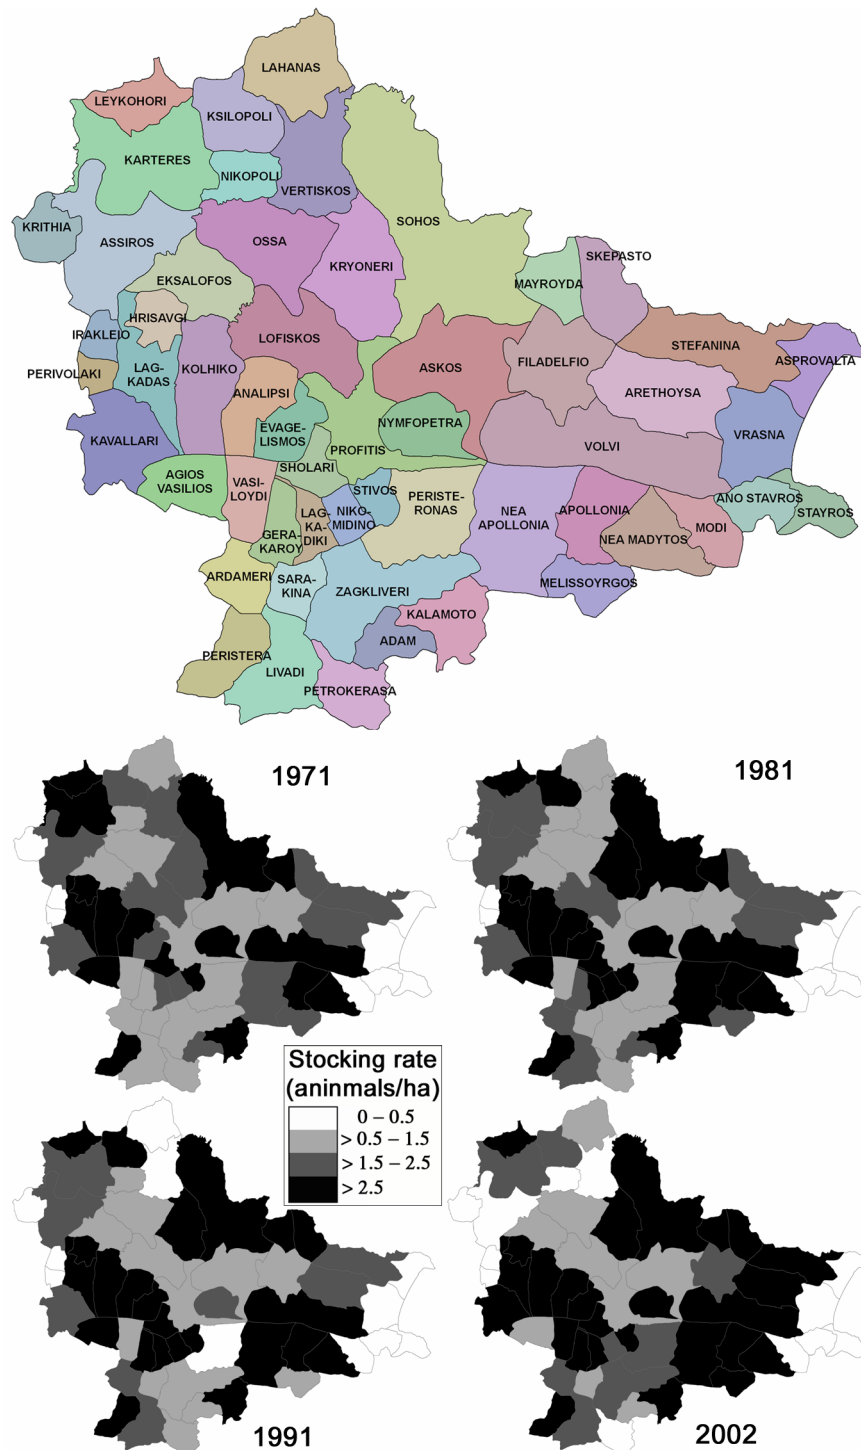 LAHANAS
LEYKOHORI
KSILOPOLI
KARTERES
NIKOPOLI
VERTISKOS
SOHOS
KRITHIA
ASSIROS
OSSA
KRYONERI
SKEPASTO
EKSALOFOS
MAYROYDA
HRISAVGI
IRAKLEIO
LOFISKOS
STEFANINA
PERIVOLAKI
LAG-
KADAS
KOLHIKO
ASKOS
FILADELFIO
ASPROVALTA
ANALIPSI
ARETHOYSA
KAVALLARI
EVAGE-
LISMOS
PROFITIS
NYMFOPETRA
VOLVI
VRASNA
AGIOS
VASILIOS
VASI-
LOYDI
SHOLARI
STIVOS
PERISTE-
RONAS
NEA
APOLLONIA
APOLLONIA
ANO STAVROS
STAYROS
GERA-
KAROY
LAG-
KA-
DIKI
NIKO-
MIDINO
NEA MADYTOS
MODI
ARDAMERI
SARA-
KINA
ZAGKLIVERI
MELISSOYRGOS
KALAMOTO
ADAM
PERISTERA
LIVADI
PETROKERASA
1971
1981
Stocking rate
(aninmals/ha)
0 – 0.5
> 0.5 – 1.5
> 1.5 – 2.5
> 2.5
1991
2002